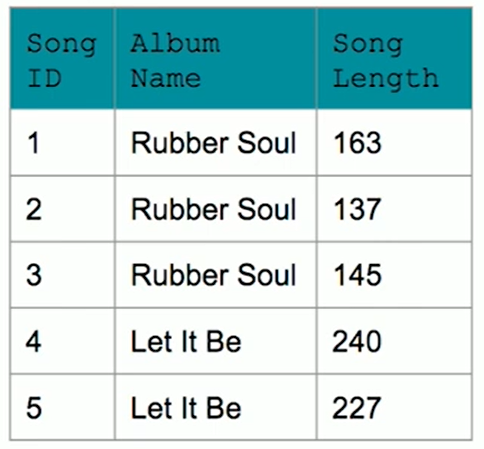 Song ID Album Name Song Length
1 Rubber Soul 163
2 Rubber Soul 137
3 Rubber Soul 145
4 Let It Be 240
5 Let It Be 227